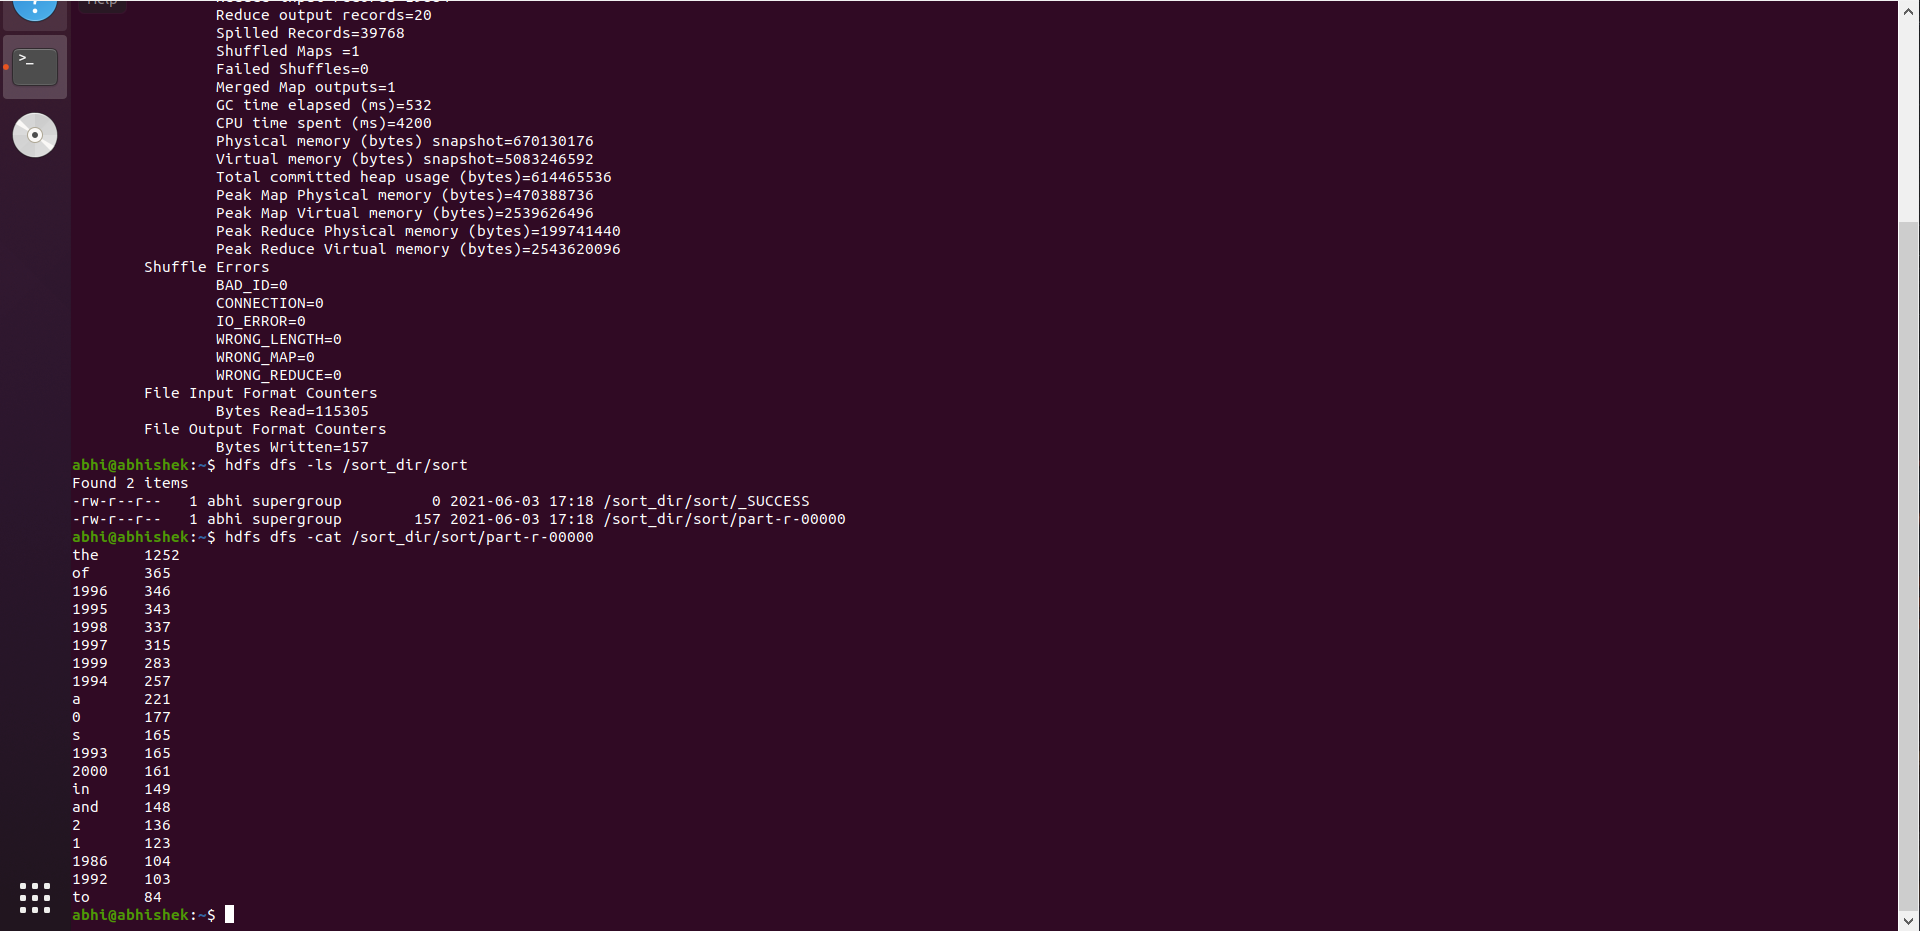 Help
Reduce output records=20
Spilled Records=39768
Shuffled Maps =1
Failed Shuffles=0
Merged Map outputs=1
GC time elapsed (ms)=532
CPU time spent (ms)=4200
Physical memory (bytes) snapshot=670130176
Virtual memory (bytes) snapshot=5083246592
Total committed heap usage (bytes)=614465536
Peak Map Physical memory (bytes)=470388736
Peak Map Virtual memory (bytes)=2539626496
Peak Reduce Physical memory (bytes)=199741440
Peak Reduce Virtual memory (bytes)=2543620096
Shuffle Errors
BAD_ID=0
CONNECTION=0
IO_ERROR=0
WRONG_LENGTH=0
WRONG_MAP=0
WRONG_REDUCE=0
File Input Format Counters
Bytes Read=115305
File Output Format Counters
Bytes Written=157
abhi@abhishek:~$ hdfs dfs -ls /sort_dir/sort
Found 2 items
-rw-r--r--   1 abhi supergroup          0 2021-06-03 17:18 /sort_dir/sort/_SUCCESS
-rw-r--r--   1 abhi supergroup        157 2021-06-03 17:18 /sort_dir/sort/part-r-00000
abhi@abhishek:~$ hdfs dfs -cat /sort_dir/sort/part-r-00000
the     1252
of      365
1996    346
1995    343
1998    337
1997    315
1999    283
1994    257
a       221
0       177
s       165
1993    165
2000    161
in      149
and     148
2       136
1       123
1986    104
1992    103
to      84
abhi@abhishek:~$